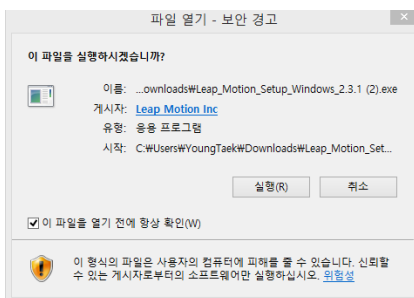 파일 열기 - 보안 경고
이 파일을 실행하시겠습니까?
이름: ...ownloads₩Leap_Motion_Setup_Windows_2.3.1 (2).exe
게시자: Leap Motion Inc
유형: 응용 프로그램
시작: C:₩Users₩YoungTaek₩Downloads₩Leap_Motion_Set...
실행(R) 취소
이 파일을 열기 전에 항상 확인(W)
이 형식의 파일은 사용자의 컴퓨터에 피해를 줄 수 있습니다. 신뢰할
수 있는 게시자로부터의 소프트웨어만 실행하십시오. 위험성